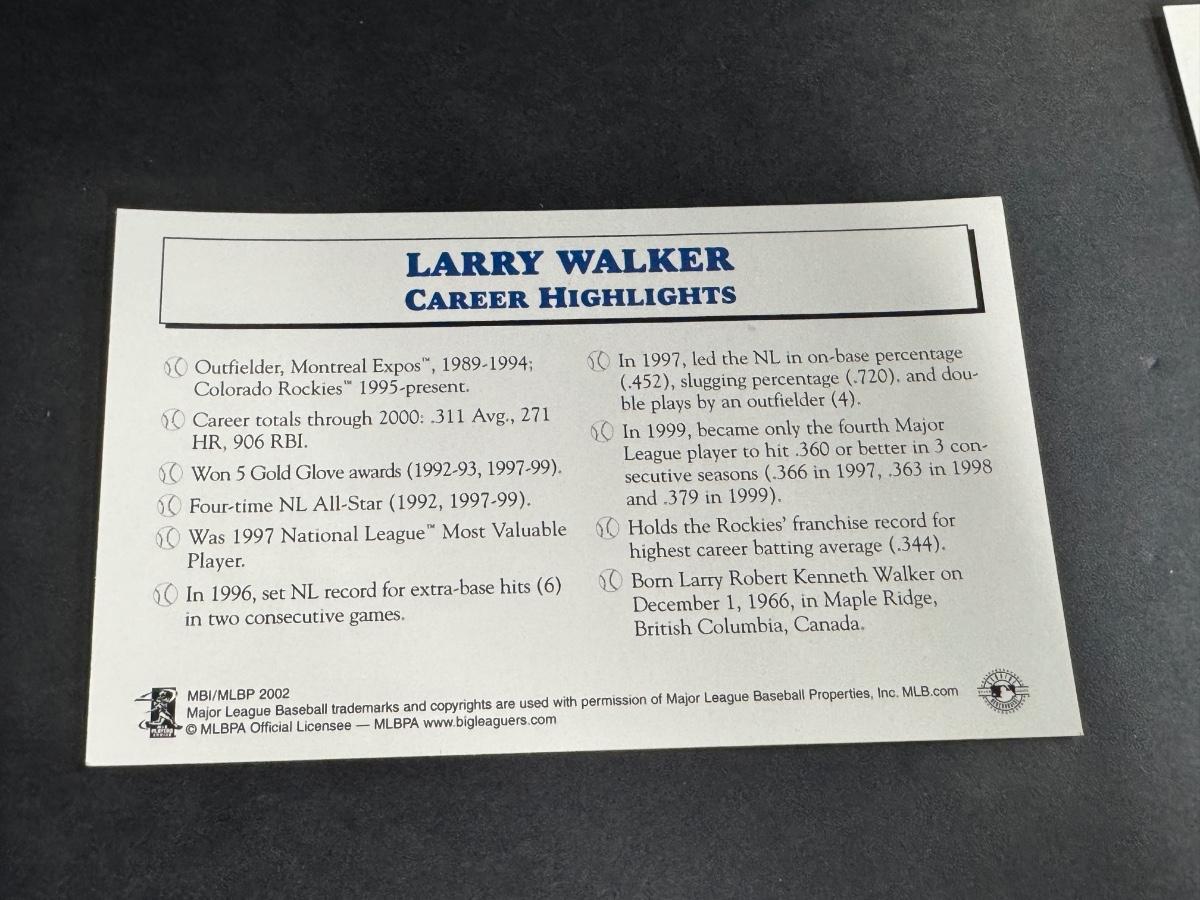 LARRY WALKER
CAREER HIGHLIGHTS
Outfielder, Montreal Expos™, 1989-1994;
Colorado Rockies™ 1995-present.
Career totals through 2000: .311 Avg., 271
HR, 906 RBI.
Won 5 Gold Glove awards (1992-93, 1997-99).
Four-time NL All-Star (1992, 1997-99).
Was 1997 National League™ Most Valuable
Player.
In 1996, set NL record for extra-base hits (6)
in two consecutive games.
In 1997, led the NL in on-base percentage
(.452), slugging percentage (.720), and dou-
ble plays by an outfielder (4).
In 1999, became only the fourth Major
League player to hit .360 or better in 3 con-
secutive seasons (.366 in 1997, .363 in 1998
and .379 in 1999).
Holds the Rockies' franchise record for
highest career batting average (.344).
Born Larry Robert Kenneth Walker on
December 1, 1966, in Maple Ridge,
British Columbia, Canada.
MBI/MLBP 2002
Major League Baseball trademarks and copyrights are used with permission of Major League Baseball Properties, Inc. MLB.com
© MLBPA Official Licensee — MLBPA www.bigleaguers.com